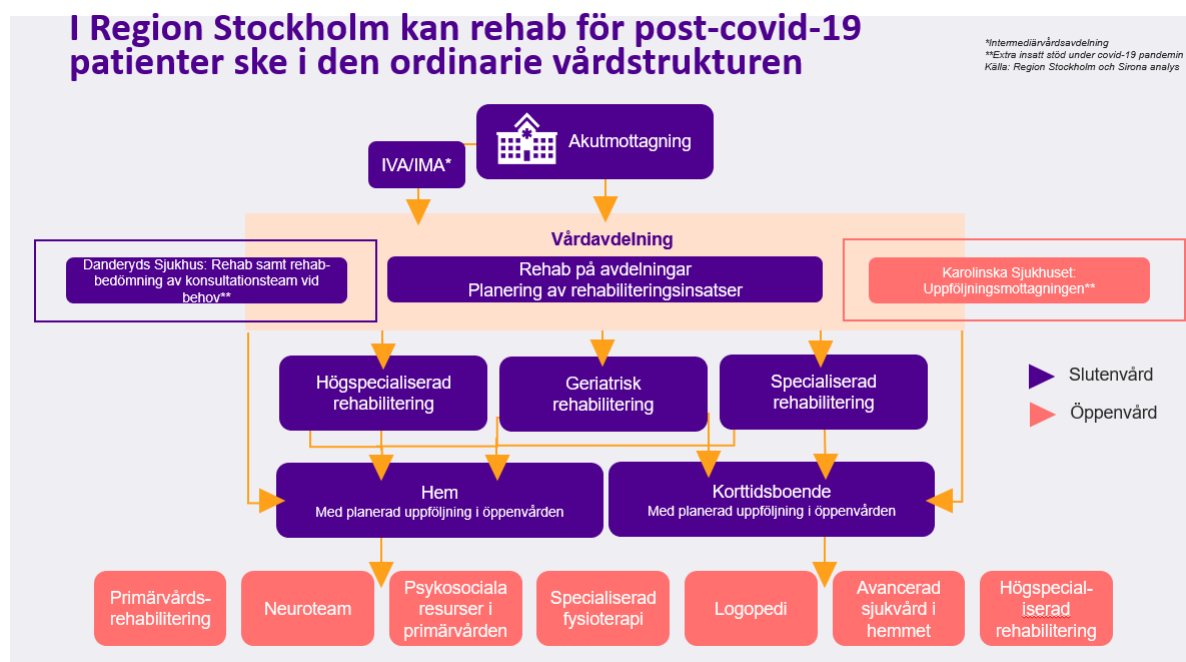 I Region Stockholm kan rehab för post-covid-19
patienter ske i den ordinarie vårdstrukturen
*Intermediärvårdsavdelning
**Extra insatt stöd under covid-19 pandemin
Källa: Region Stockholm och Sirona analys
Akutmottagning
IVA/IMA*
Vårdavdelning
Danderyds Sjukhus: Rehab samt rehab-
bedömning av konsultationsteam vid
behov**
Rehab på avdelningar
Planering av rehabiliteringsinsatser
Karolinska Sjukhuset:
Uppföljningsmottagningen**
Högspecialiserad
rehabilitering
Geriatrisk
rehabilitering
Specialiserad
rehabilitering
Slutenvård
Öppenvård
Hem
Med planerad uppföljning i öppenvården
Korttidsboende
Med planerad uppföljning i öppenvården
Primärvårds-
rehabilitering
Neuroteam
Psykosociala
resurser i
primärvården
Specialiserad
fysioterapi
Logopedi
Avancerad
sjukvård i
hemmet
Högspecial-
iserad
rehabilitering